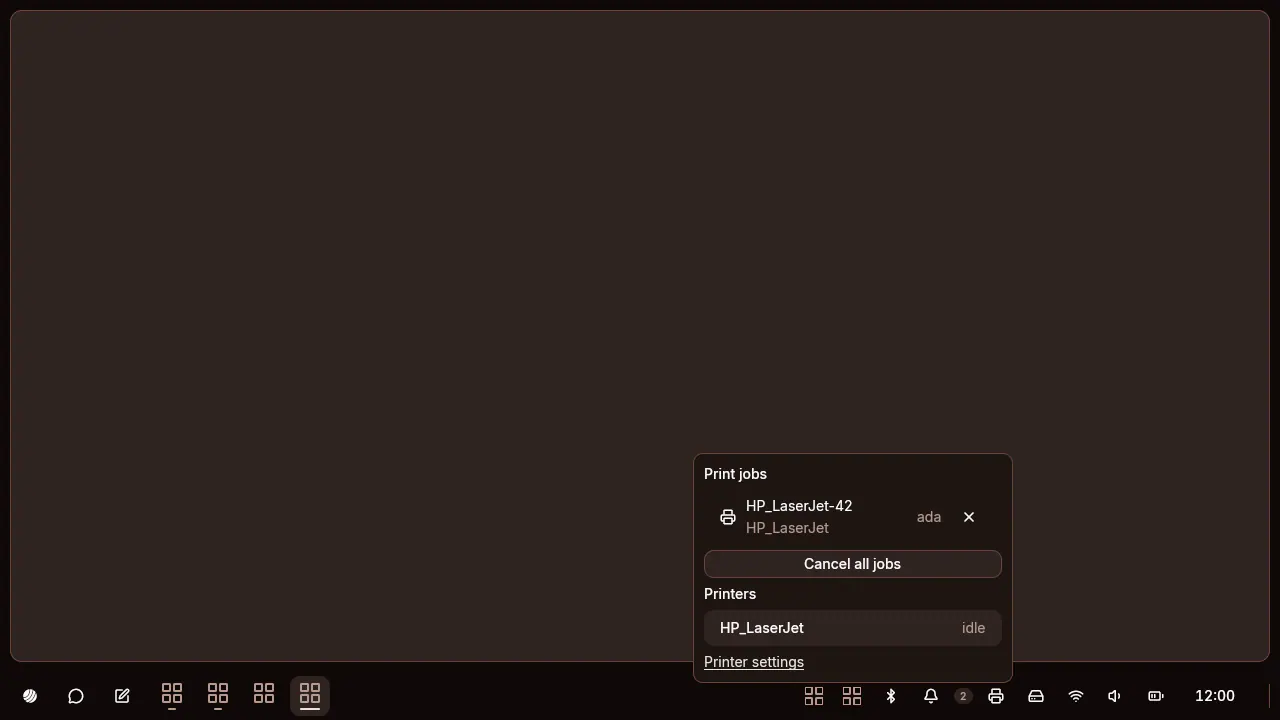 Print jobs
HP_LaserJet-42
HP_LaserJet
ada
Cancel all jobs
Printers
HP_LaserJet idle
Printer settings
2
12:00